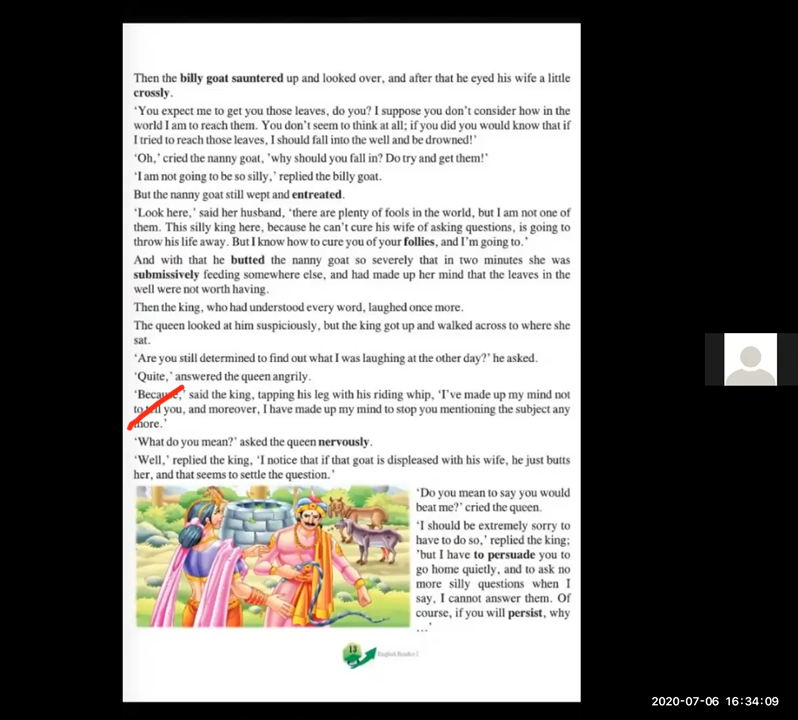 Then the billy goat sauntered up and looked over, and after that he eyed his wife a little
crossly.
‘You expect me to get you those leaves, do you? I suppose you don’t consider how in the
world I am to reach them. You don’t seem to think at all; if you did you would know that if
I tried to reach those leaves, I should fall into the well and be drowned!’
‘Oh,’ cried the nanny goat, ’why should you fall in? Do try and get them!’
‘I am not going to be so silly,’ replied the billy goat.
But the nanny goat still wept and entreated.
‘Look here,’ said her husband, ‘there are plenty of fools in the world, but I am not one of
them. This silly king here, because he can’t cure his wife of asking questions, is going to
throw his life away. But I know how to cure you of your follies, and I’m going to.’
And with that he butted the nanny goat so severely that in two minutes she was
submissively feeding somewhere else, and had made up her mind that the leaves in the
well were not worth having.
Then the king, who had understood every word, laughed once more.
The queen looked at him suspiciously, but the king got up and walked across to where she
sat.
‘Are you still determined to find out what I was laughing at the other day?’ he asked.
‘Quite,’ answered the queen angrily.
‘Because,’ said the king, tapping his leg with his riding whip, ‘I’ve made up my mind not
to tell you, and moreover, I have made up my mind to stop you mentioning the subject any
more.’
‘What do you mean?’ asked the queen nervously.
‘Well,’ replied the king, ‘I notice that if that goat is displeased with his wife, he just butts
her, and that seems to settle the question.’
‘Do you mean to say you would
beat me?’ cried the queen.
‘I should be extremely sorry to
have to do so,’ replied the king;
’but I have to persuade you to
go home quietly, and to ask no
more silly questions when I
say, I cannot answer them. Of
course, if you will persist, why
...’
13
English Reader-7
2020-07-06 16:34:09